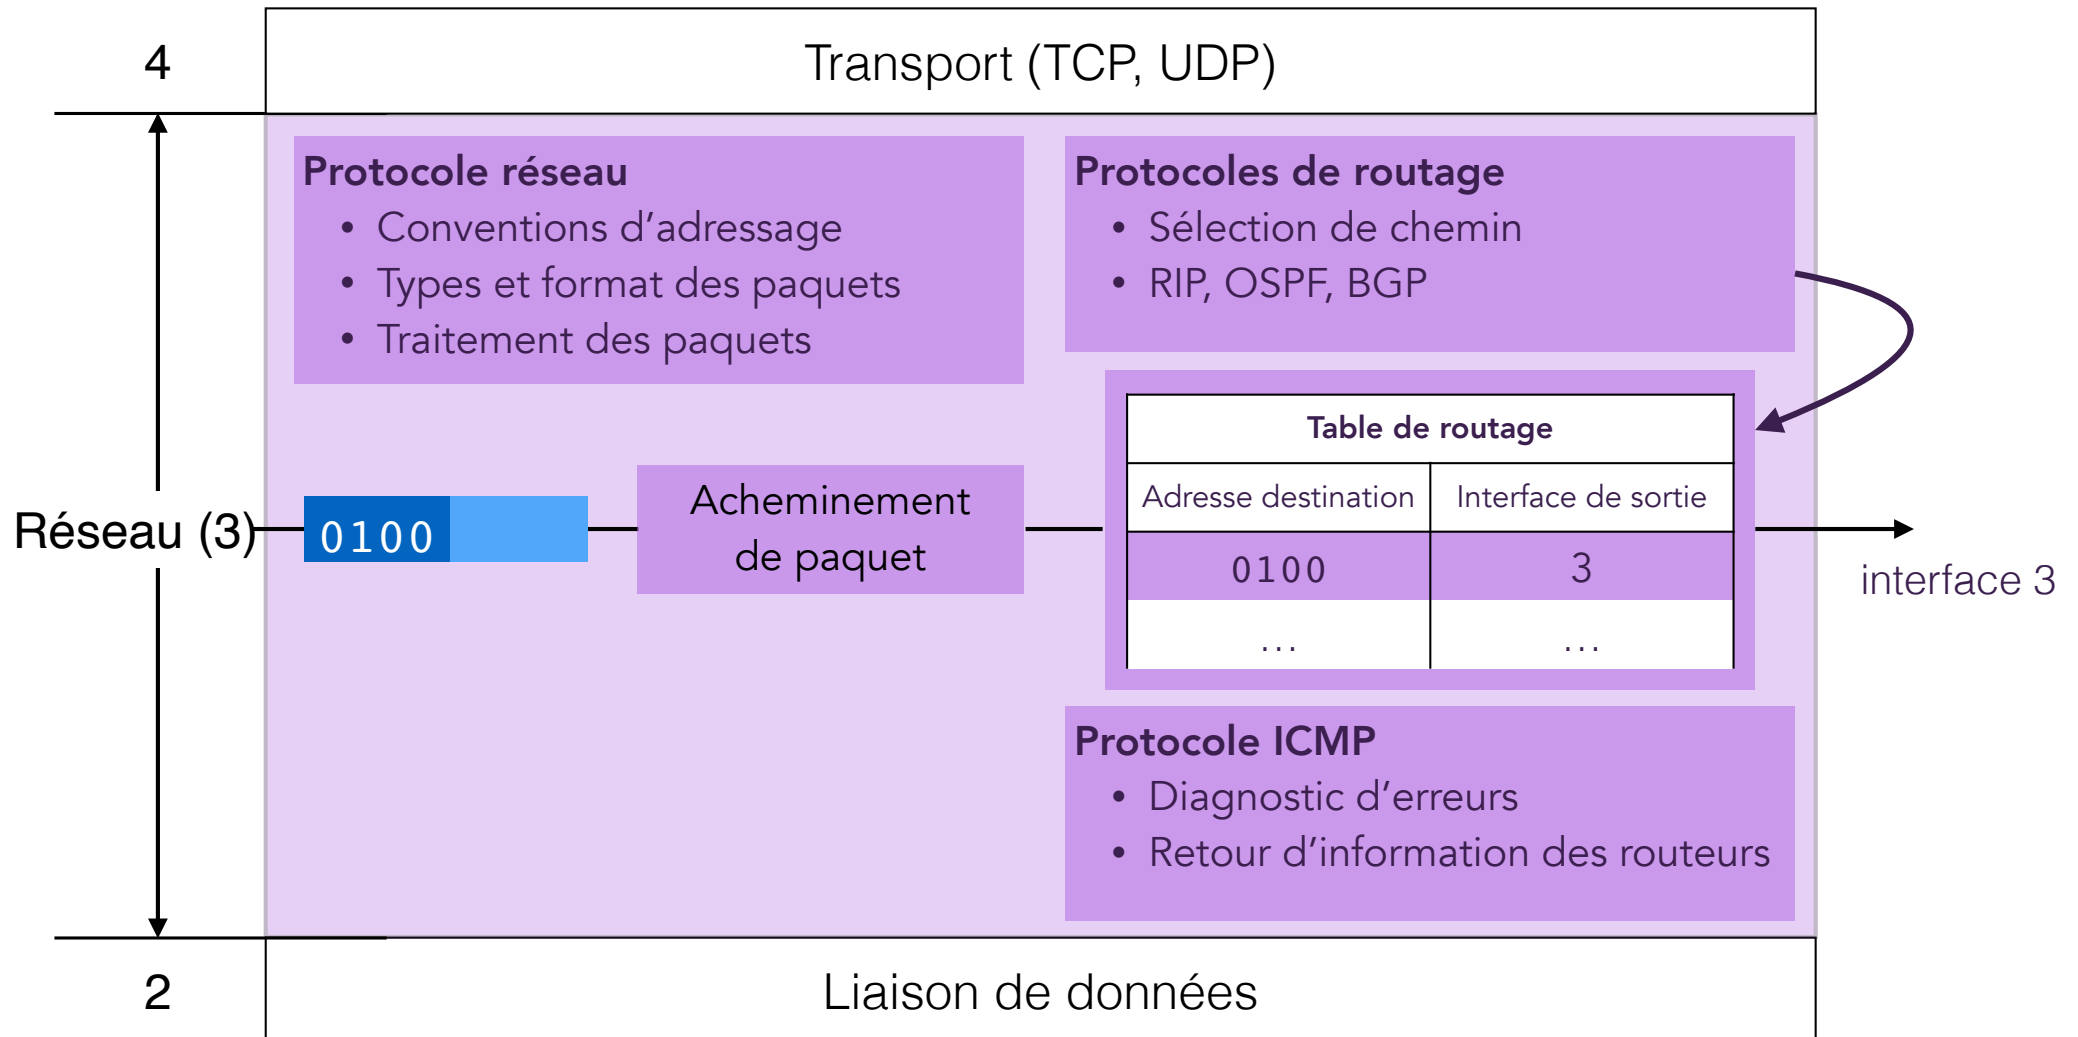 4
Transport (TCP, UDP)
Protocole réseau
• Conventions d’adressage
• Types et format des paquets
• Traitement des paquets
Protocoles de routage
• Sélection de chemin
• RIP, OSPF, BGP
Réseau (3)
0100
Acheminement
de paquet
Table de routage
Adresse destination Interface de sortie
0100 3
... ...
interface 3
Protocole ICMP
• Diagnostic d’erreurs
• Retour d’information des routeurs
2
Liaison de données